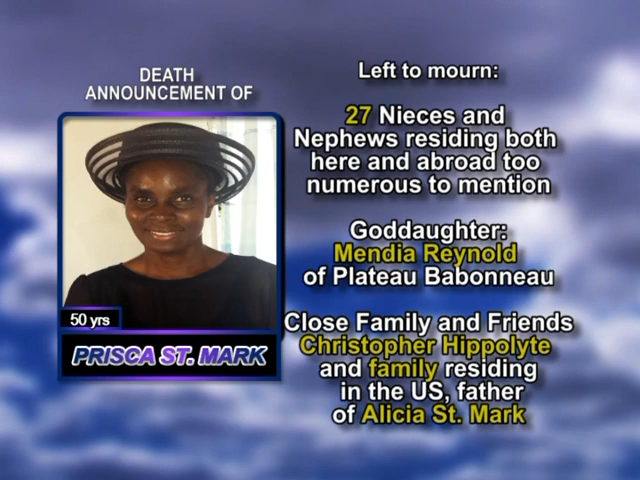 DEATH
ANNOUNCEMENT OF
50 yrs
PRISCA ST. MARK
Left to mourn:
27 Nieces and
Nephews residing both
here and abroad too
numerous to mention
Goddaughter:
Mendia Reynold
of Plateau Babonneau
Close Family and Friends
Christopher Hippolyte
and family residing
in the US, father
of Alicia St. Mark